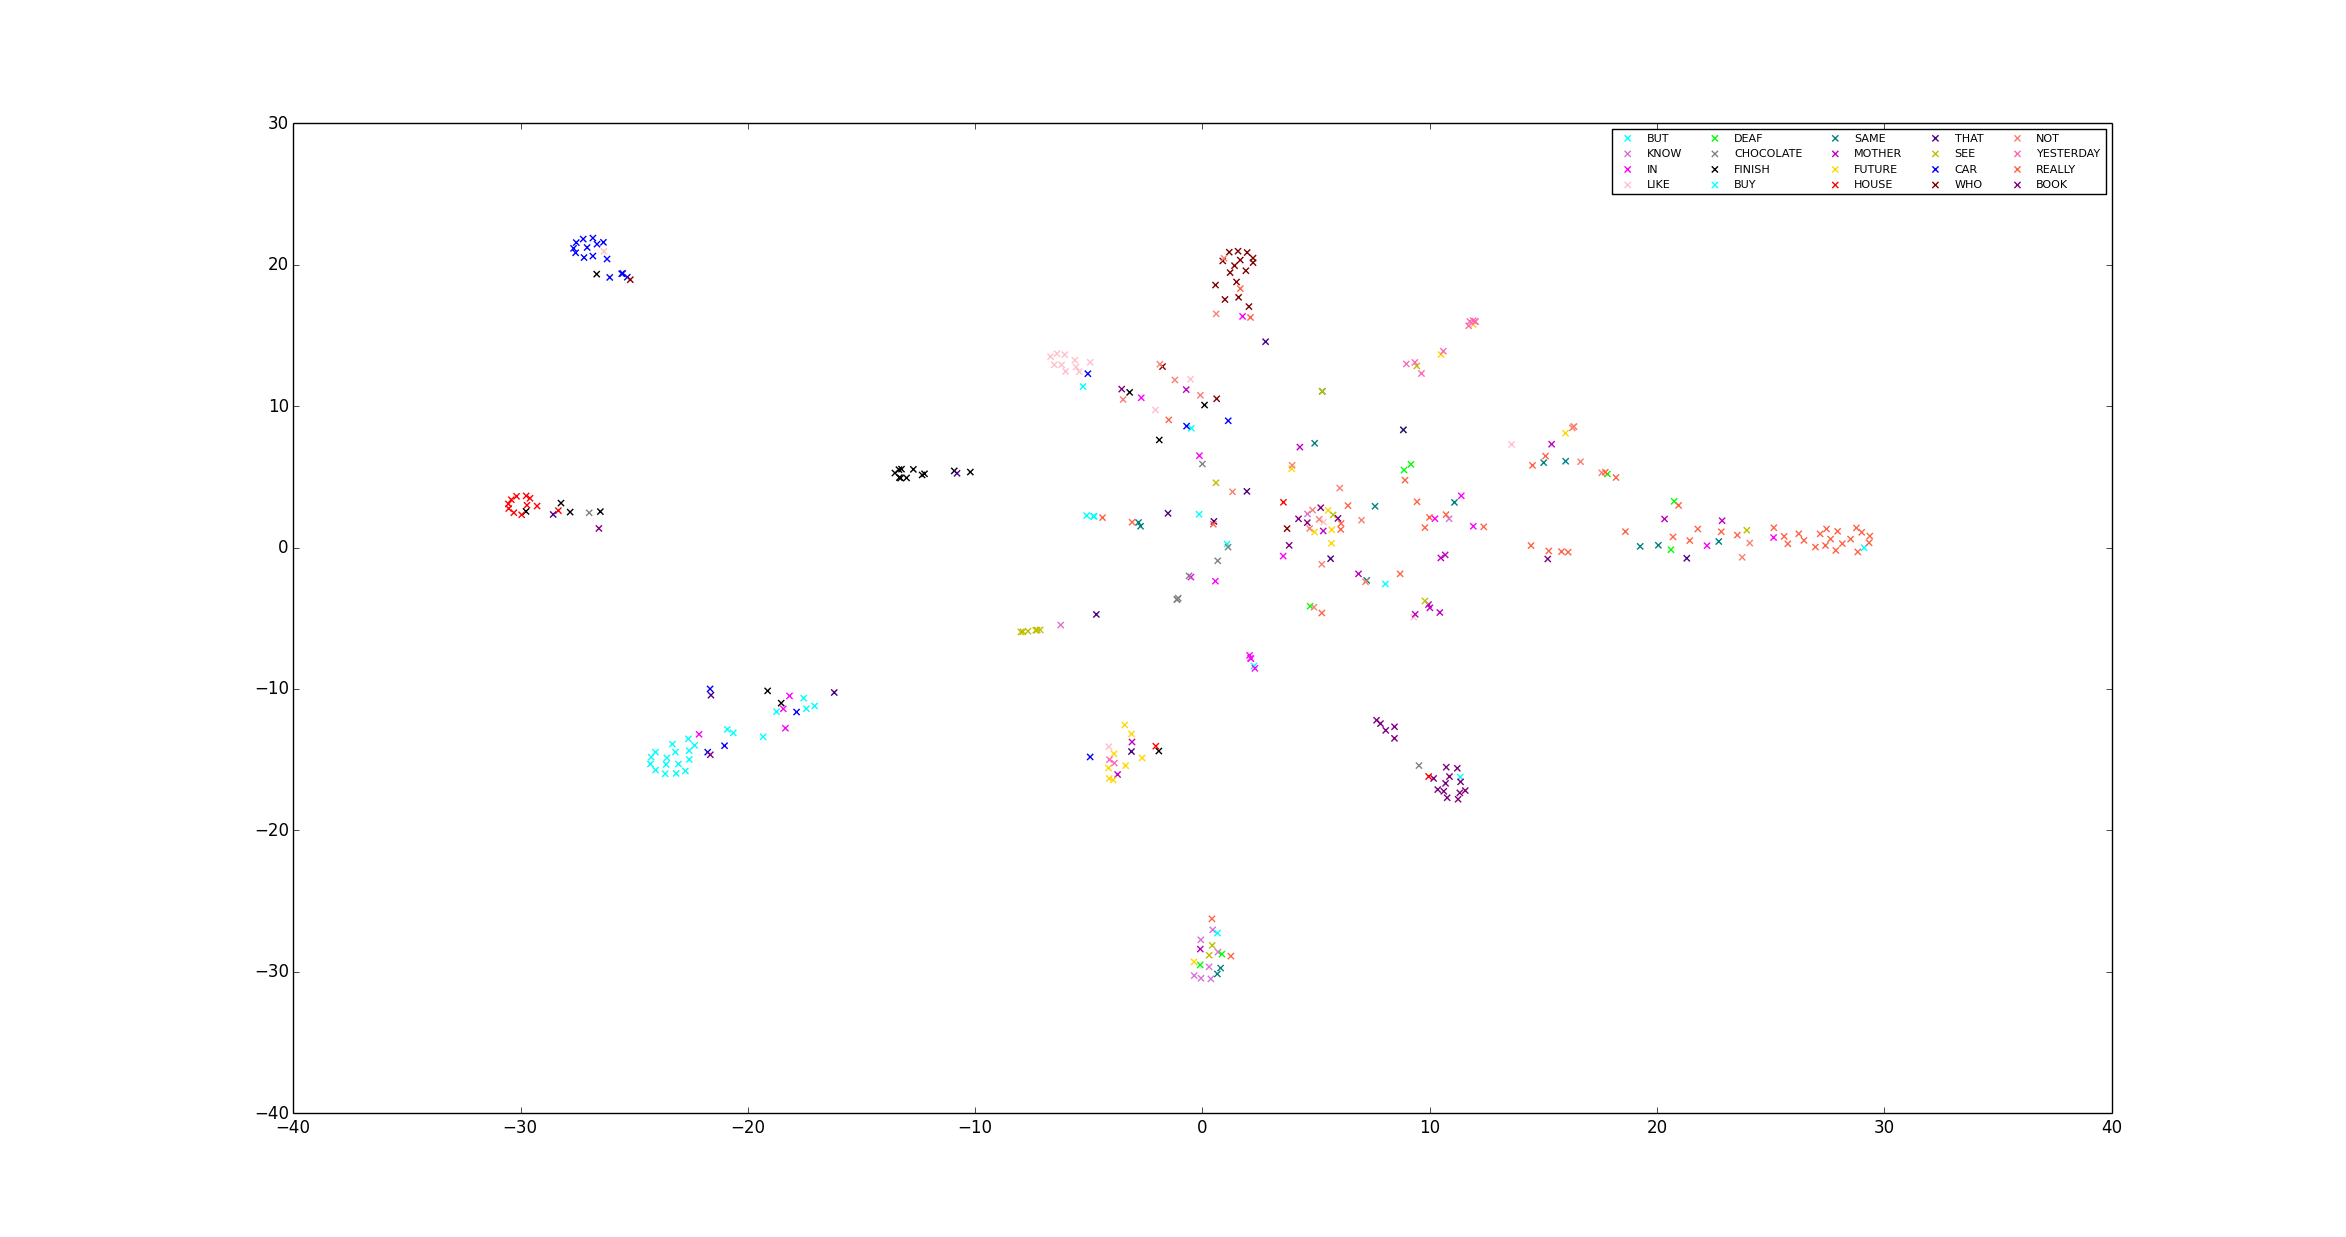 30
BUT DEAF SAME THAT NOT
KNOW CHOCOLATE MOTHER SEE YESTERDAY
IN FINISH FUTURE CAR REALLY
LIKE BUY HOUSE WHO BOOK
20
10
0
−10
−20
−30
−40
−40 −30 −20 −10 0 10 20 30 40